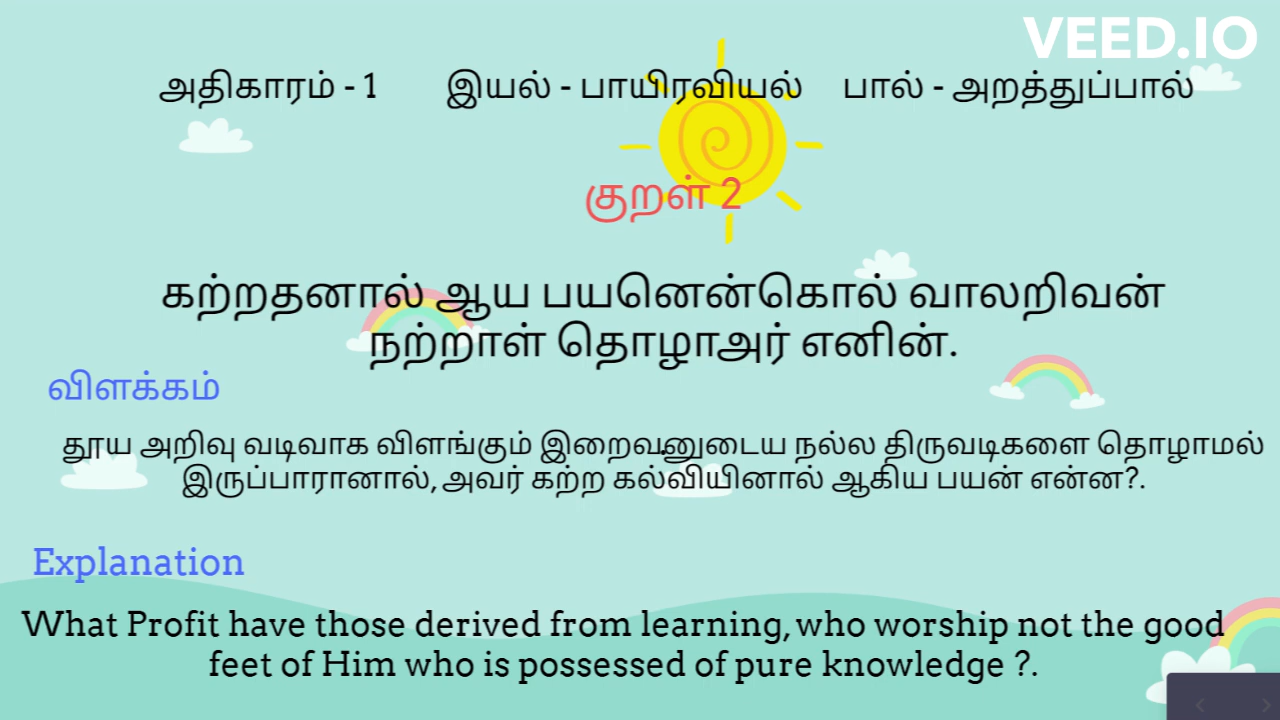 VEED.IO
அதிகாரம் - 1 இயல் - பாயிரவியல் பால் - அறத்துப்பால்
குறள் 2
கற்றதனால் ஆய பயனென்கொல் வாலறிவன்
நற்றாள் தொழாஅர் எனின்.
விளக்கம்
தூய அறிவு வடிவாக விளங்கும் இறைவனுடைய நல்ல திருவடிகளை தொழாமல்
இருப்பாரானால், அவர் கற்ற கல்வியினால் ஆகிய பயன் என்ன?.
Explanation
What Profit have those derived from learning, who worship not the good
feet of Him who is possessed of pure knowledge ?.